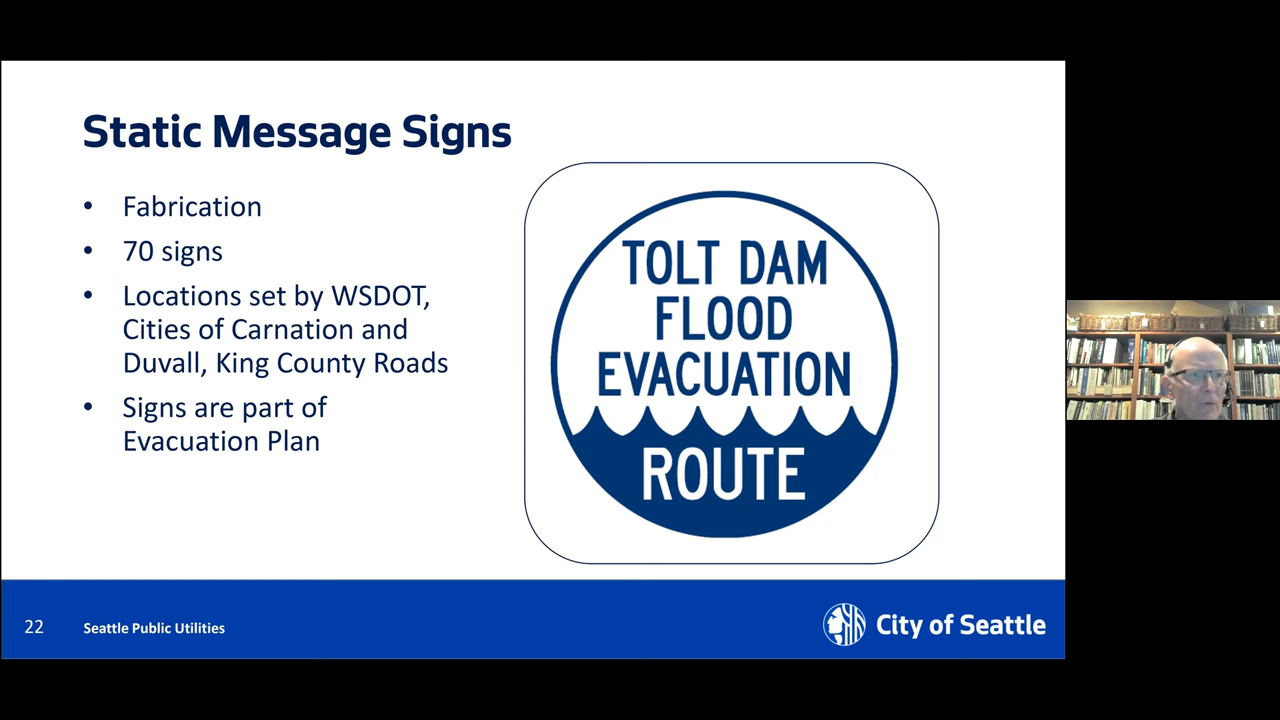 Static Message Signs
• Fabrication
• 70 signs
• Locations set by WSDOT,
Cities of Carnation and
Duvall, King County Roads
• Signs are part of
Evacuation Plan
TOLT DAM
FLOOD
EVACUATION
ROUTE
22
Seattle Public Utilities
City of Seattle